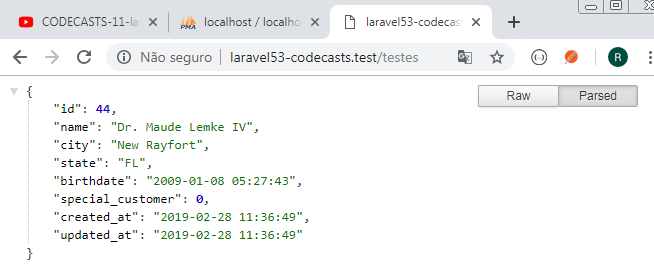 CODECASTS-11-la
PMA
localhost / localho
laravel53-codecasts
Não seguro | laravel53-codecasts.test/testes
R
Raw
Parsed
{
"id": 44,
"name": "Dr. Maude Lemke IV",
"city": "New Rayfort",
"state": "FL",
"birthdate": "2009-01-08 05:27:43",
"special_customer": 0,
"created_at": "2019-02-28 11:36:49",
"updated_at": "2019-02-28 11:36:49"
}